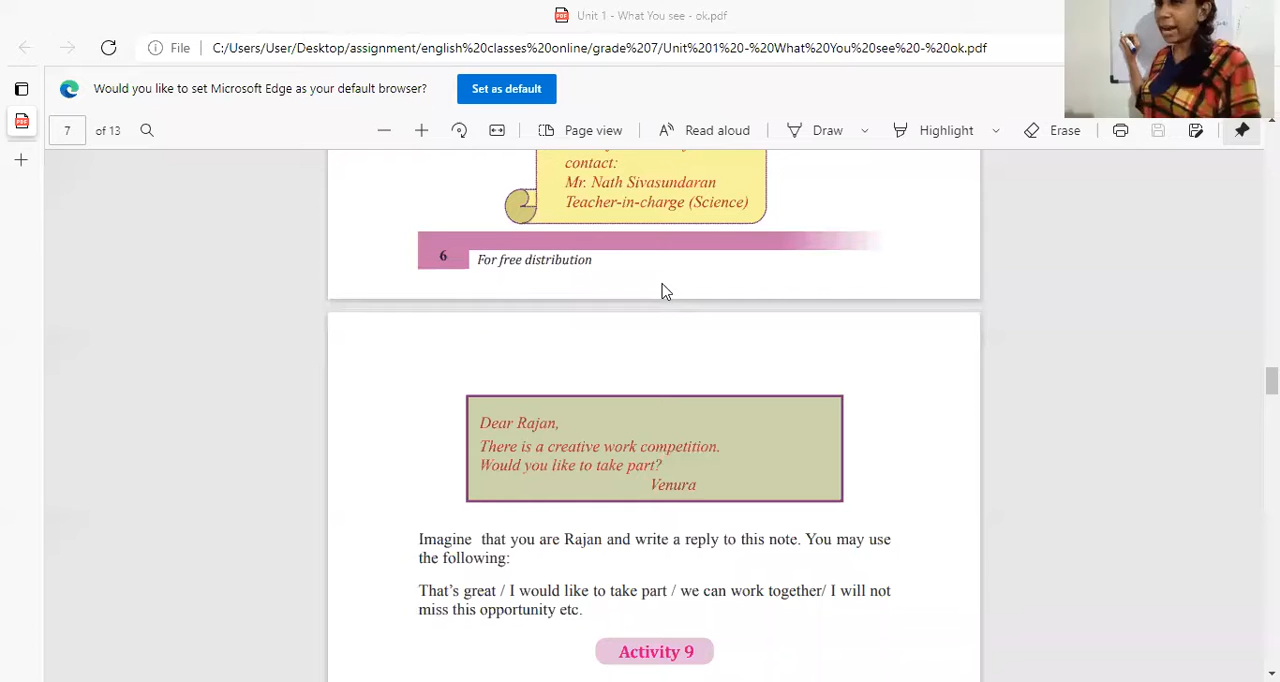 Unit 1 - What You see - ok.pdf
File
C:/Users/User/Desktop/assignment/english%20classes%20online/grade%207/Unit%201%20-%20What%20You%20see%20-%20ok.pdf
Would you like to set Microsoft Edge as your default browser?
Set as default
7 of 13
Page view
Read aloud
Draw
Highlight
Erase
contact:
Mr. Nath Sivasundaran
Teacher-in-charge (Science)
6
For free distribution
Dear Rajan,
There is a creative work competition.
Would you like to take part?
Venura
Imagine that you are Rajan and write a reply to this note. You may use
the following:
That's great / I would like to take part / we can work together/ I will not
miss this opportunity etc.
Activity 9